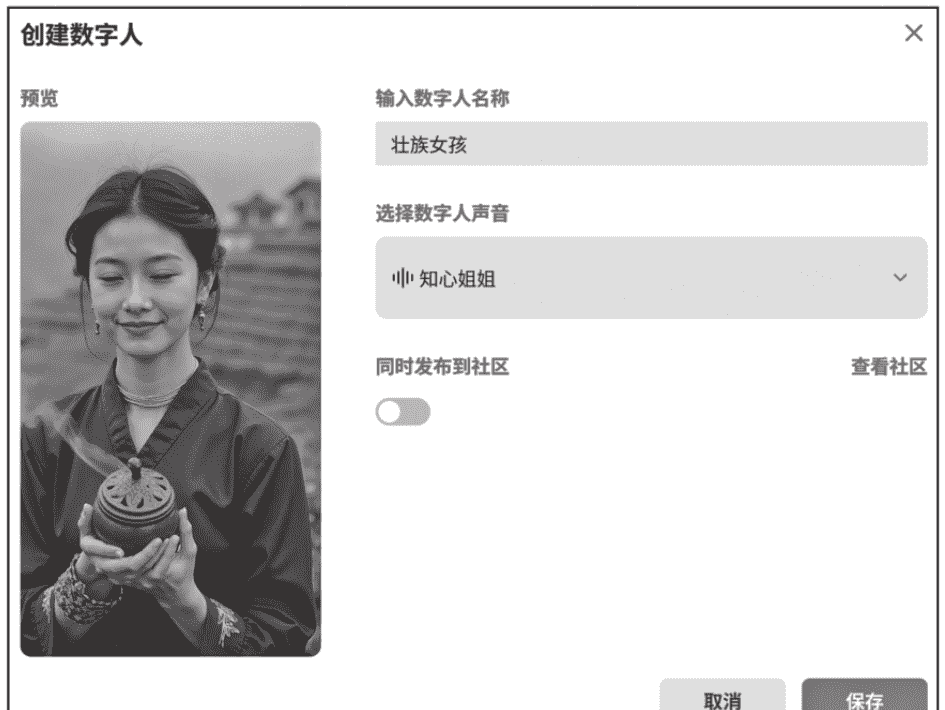 创建数字人
预览
输入数字人名称
壮族女孩
选择数字人声音
知心姐姐
同时发布到社区
查看社区
取消
保存